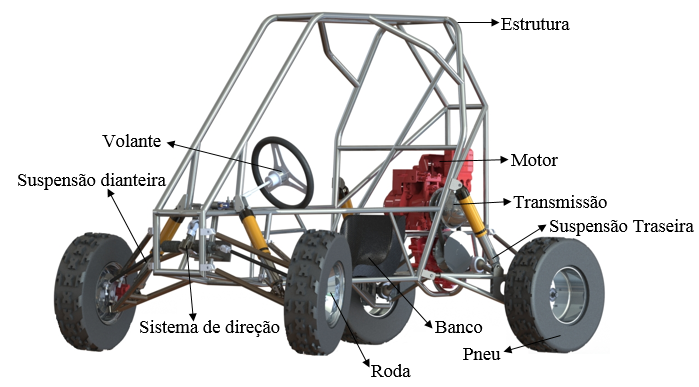 Estrutura
Volante
Motor
Suspensão dianteira
Transmissão
Suspensão Traseira
Sistema de direção
Banco
Pneu
Roda